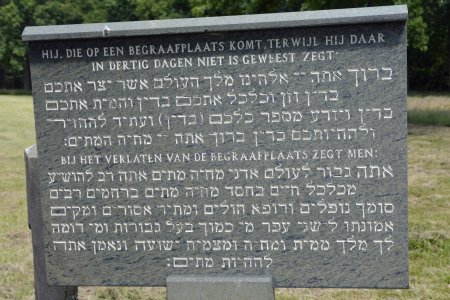 HIJ, DIE OP EEN BEGRAAFPLAATS KOMT, TERWIJL HIJ DAAR
IN DERTIG DAGEN NIET IS GEWEEST ZEGT:
ברוך אתה יי אלהינו מלך העולם אשר יצר אתכם
בדין וזן וכלכל אתכם בדין והמית אתכם
בדין ויודע מספר כלכם (בדין) ועתיד להחזיר
ולהחיותכם בדין ברוך אתה יי מחיה המתים:
BIJ HET VERLATEN VAN DE BEGRAAFPLAATS ZEGT MEN:
אתה גבור לעולם אדני מחיה מתים אתה רב להושיע
מכלכל חיים בחסד מחיה מתים ברחמים רבים
סומך נופלים ורופא חולים ומתיר אסורים ומקים
אמונתו לישני עפר מי כמוך בעל גבורות ומי דומה
לך מלך ממית ומחיה ומצמיח ישועה ונאמן אתה
להחיות מתים: